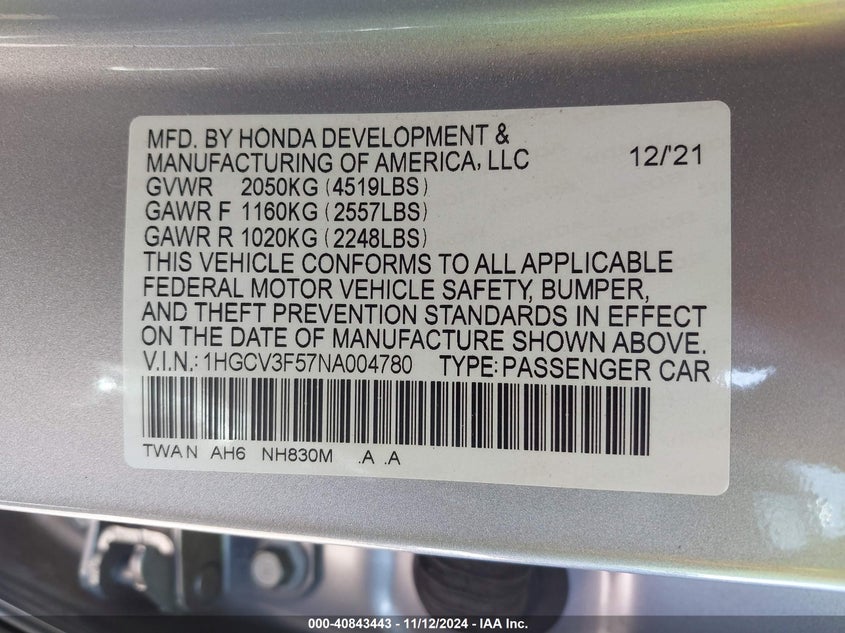 MFD. BY HONDA DEVELOPMENT &
MANUFACTURING OF AMERICA, LLC 12/'21
GVWR 2050KG (4519LBS)
GAWR F 1160KG (2557LBS)
GAWR R 1020KG (2248LBS)
THIS VEHICLE CONFORMS TO ALL APPLICABLE
FEDERAL MOTOR VEHICLE SAFETY, BUMPER,
AND THEFT PREVENTION STANDARDS IN EFFECT
ON THE DATE OF MANUFACTURE SHOWN ABOVE.
V.I.N.: 1HGCV3F57NA004780 TYPE: PASSENGER CAR
TWA N AH6 NH830M .A .A
000-40843443 - 11/12/2024 - IAA Inc.